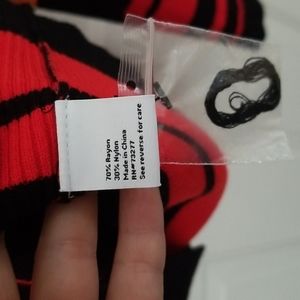 70% Rayon
30% Nylon
Made in China
RN#73277
See reverse for care